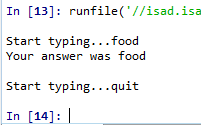 In [13]: runfile('//isad.isa
Start typing...food
Your answer was food
Start typing...quit
In [14]: